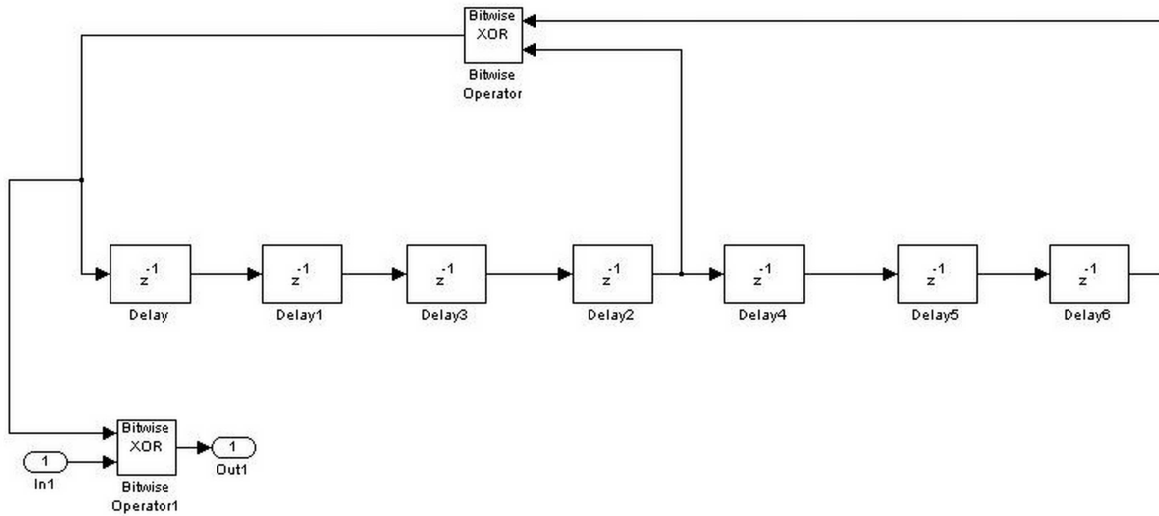 Bitwise
XOR
Bitwise
Operator
z-1
z-1
z-1
z-1
z-1
z-1
z-1
Delay
Delay1
Delay3
Delay2
Delay4
Delay5
Delay6
Bitwise
XOR
1
Out1
1
In1
Bitwise
Operator1